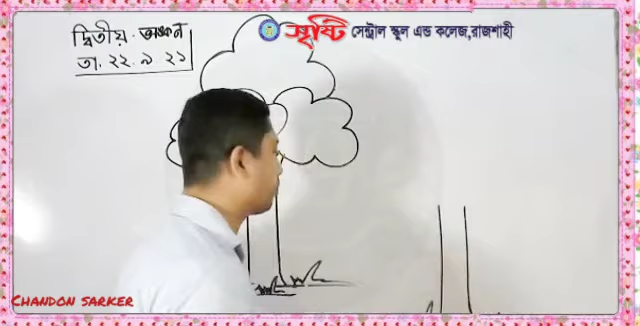 সৃষ্টি সেন্ট্রাল স্কুল এন্ড কলেজ,রাজশাহী
দ্বিতীয়. অঙ্কন
তা. ২২. ৯ ২১
CHANDON SARKER